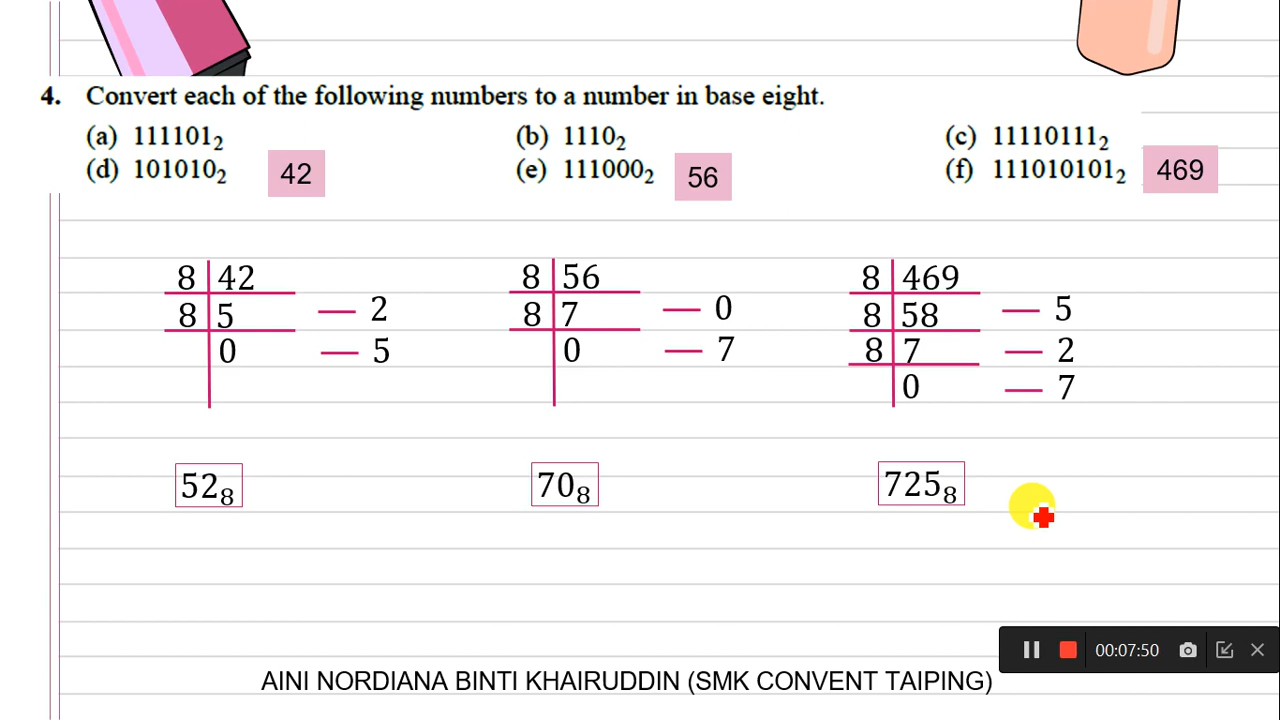 4. Convert each of the following numbers to a number in base eight.
(a) 111101₂ (b) 1110₂ (c) 11110111₂
(d) 101010₂ 42 (e) 111000₂ 56 (f) 111010101₂ 469
8 42 8 56 8 469
8 5 — 2 8 7 — 0 8 58 — 5
0 — 5 0 — 7 8 7 — 2
0 — 7
52₈ 70₈ 725₈
00:07:50
AINI NORDIANA BINTI KHAIRUDDIN (SMK CONVENT TAIPING)